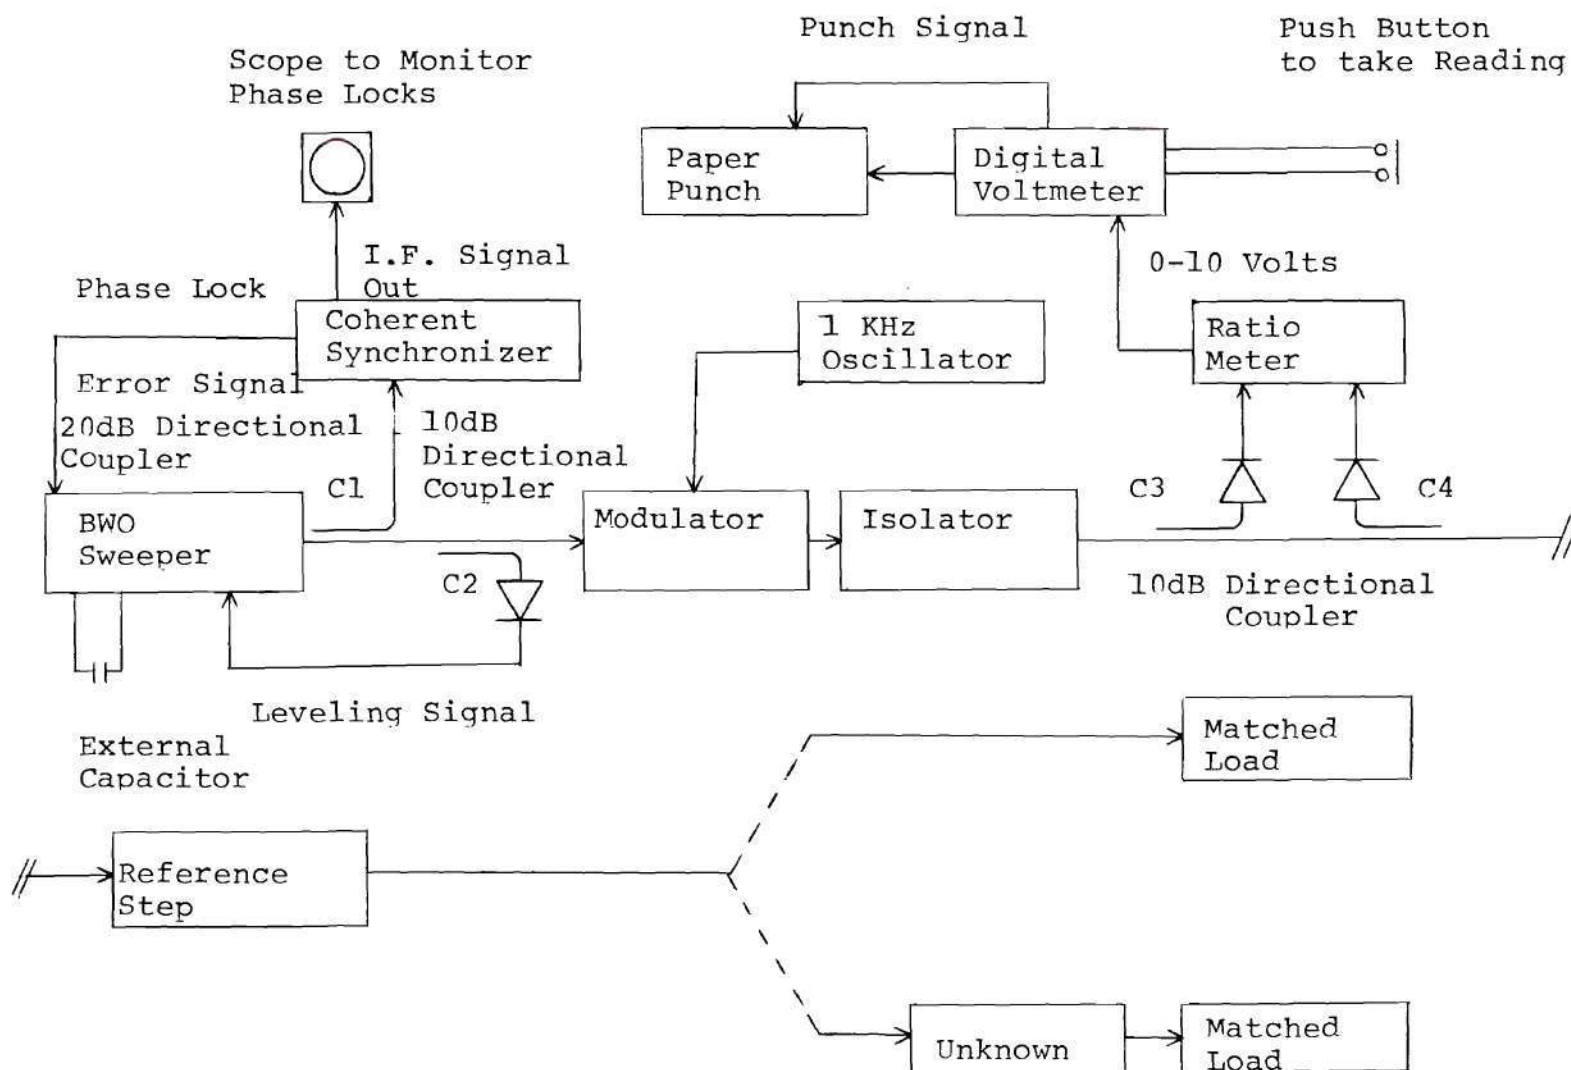 Punch Signal
Push Button
to take Reading
Scope to Monitor
Phase Locks
Paper
Punch
Digital
Voltmeter
I.F. Signal
Out
Phase Lock
0-10 Volts
Coherent
Synchronizer
1 KHz
Oscillator
Ratio
Meter
Error Signal
20dB Directional
Coupler
10dB
Directional
Coupler
C1
C3
C4
BWO
Sweeper
Modulator
Isolator
C2
10dB Directional
Coupler
Leveling Signal
External
Capacitor
Matched
Load
Reference
Step
Unknown
Matched
Load